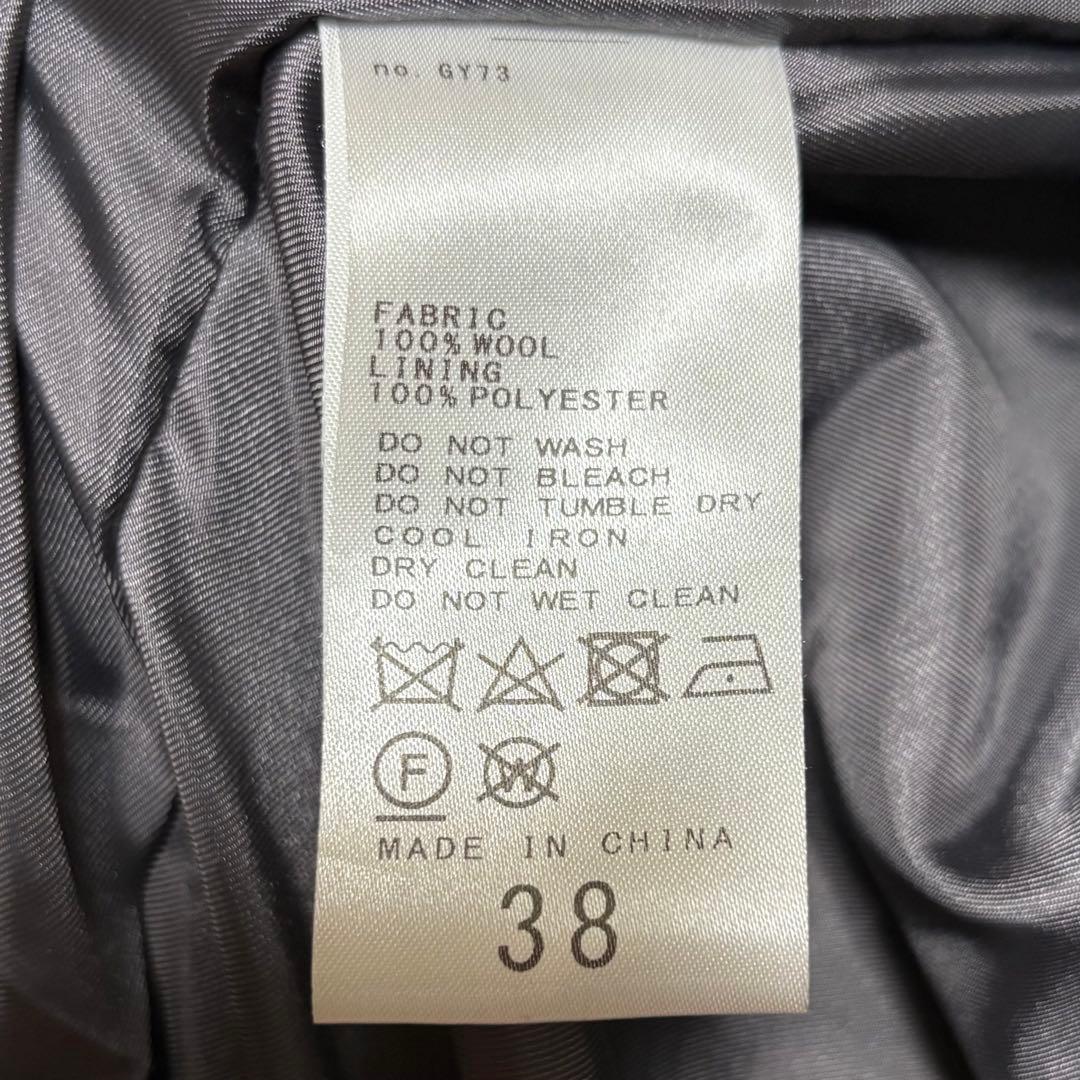 no. GY73
FABRIC
100% WOOL
LINING
100% POLYESTER
DO NOT WASH
DO NOT BLEACH
DO NOT TUMBLE DRY
COOL IRON
DRY CLEAN
DO NOT WET CLEAN
F W
MADE IN CHINA
38